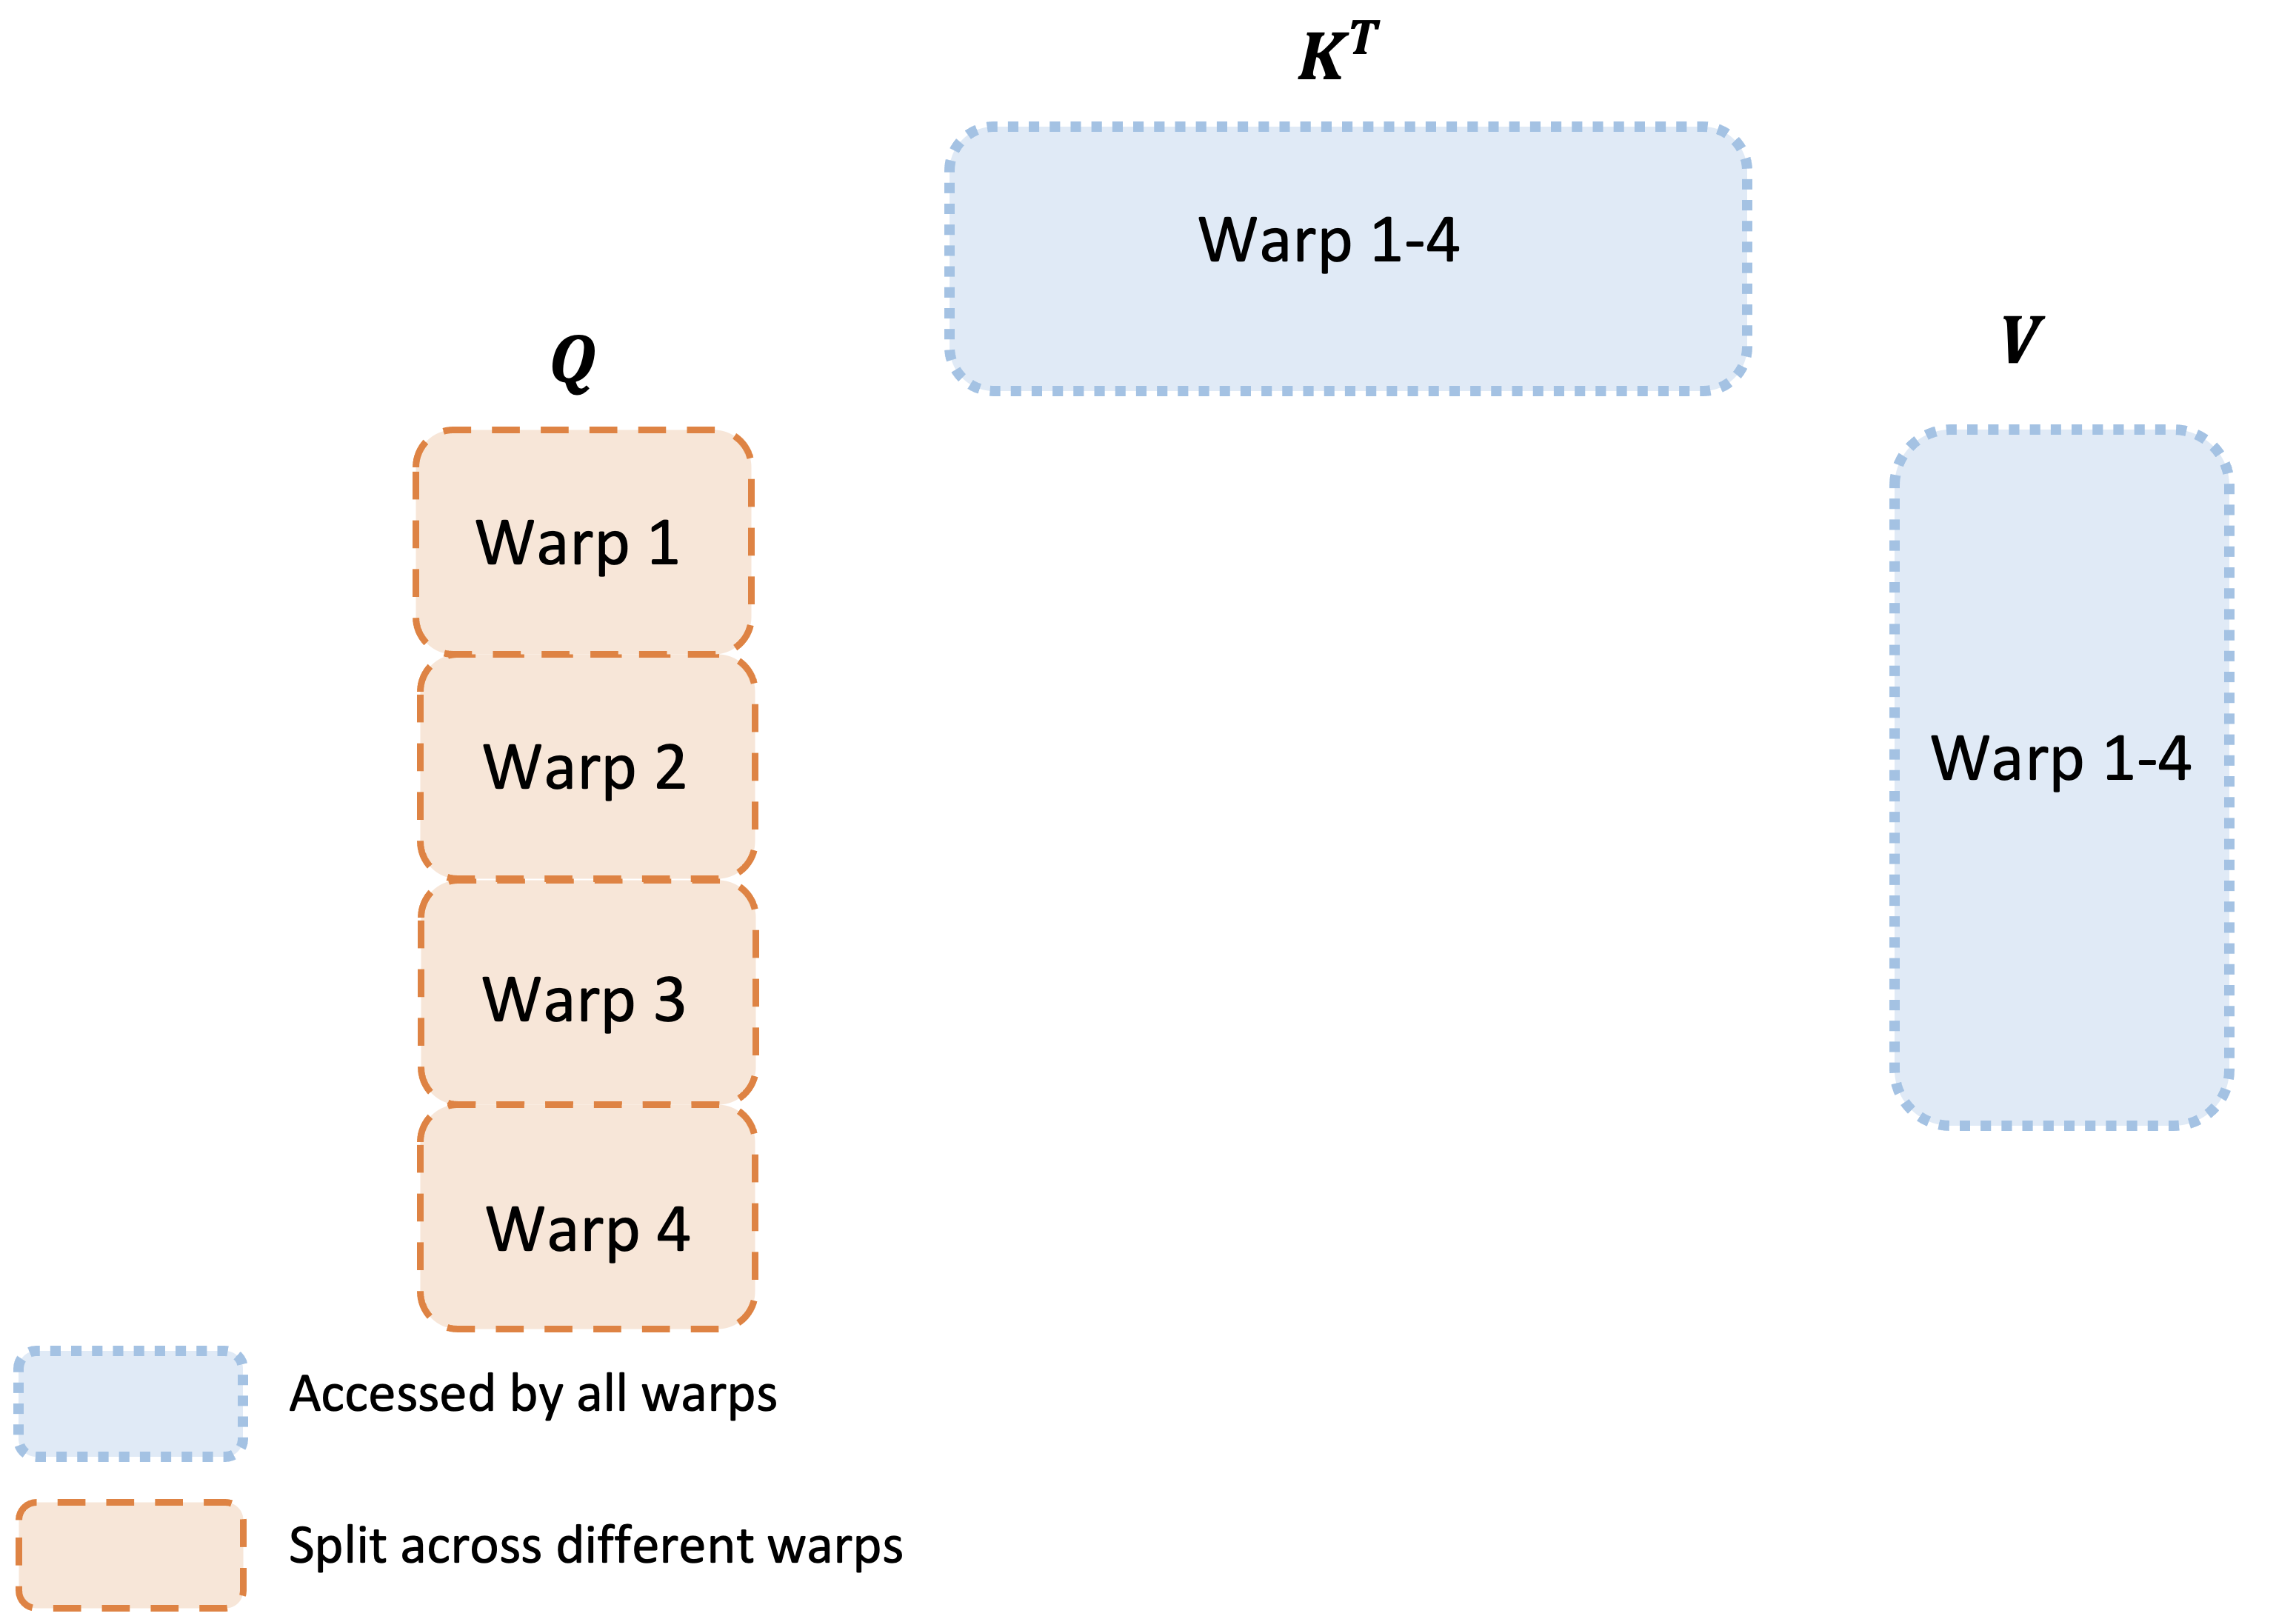 K^T
Warp 1-4
Q
V
Warp 1
Warp 2
Warp 3
Warp 4
Warp 1-4
Accessed by all warps
Split across different warps